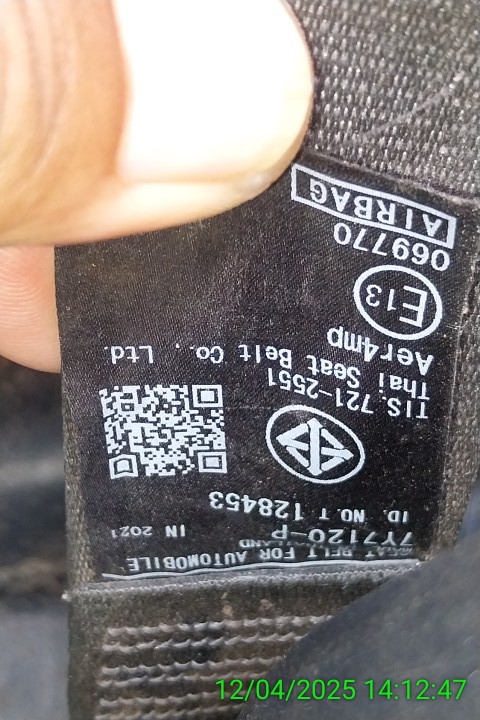 SEAT BELT FOR AUTOMOBILE
7Y7120-P IN 2021
ID. NO. T 128453
TIS. 721-2551
Thai Seat Belt Co., Ltd.
Aer4mp
E13
069770
AIRBAG
12/04/2025 14:12:47